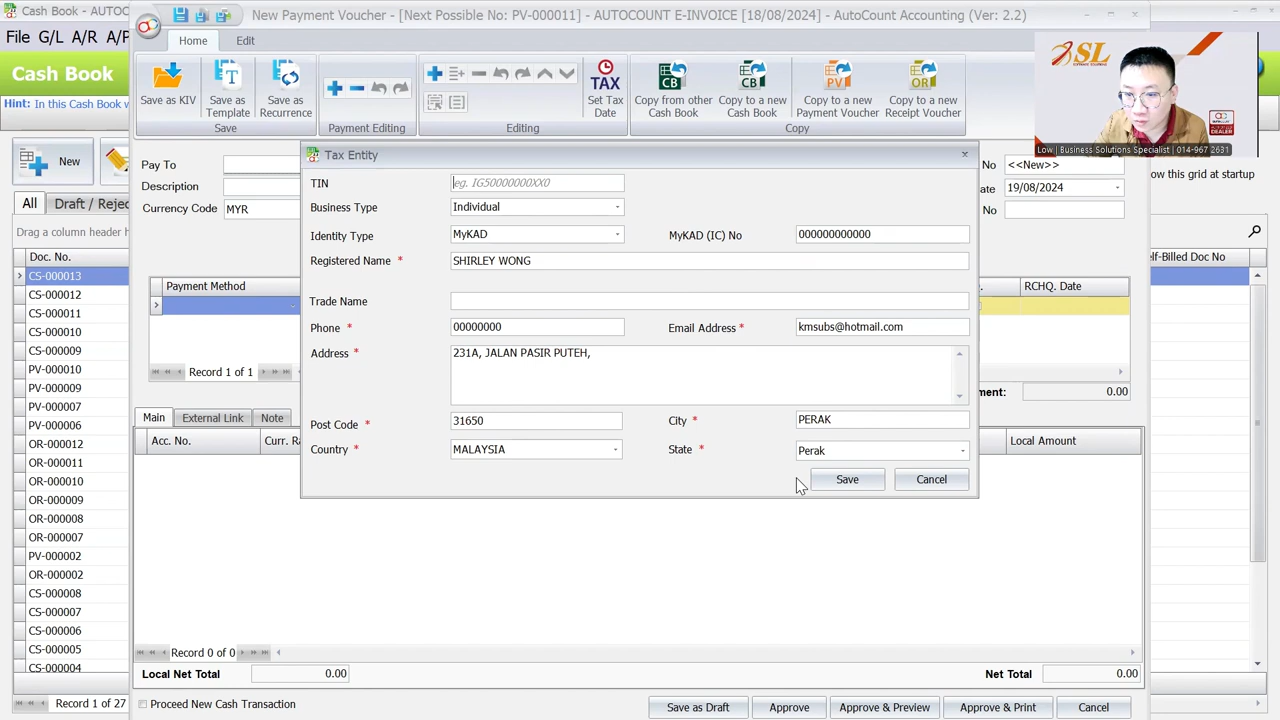 Cash Book - AUTOCOU
New Payment Voucher - [Next Possible No: PV-000011] - AUTOCOUNT E-INVOICE [18/08/2024] - AutoCount Accounting (Ver: 2.2)
File G/L A/R A/P
Home Edit
Cash Book
Hint: In this Cash Book w
Save as KIV
Save as Template
Save as Recurrence
Set Tax Date
Copy from other Cash Book
Copy to a new Cash Book
Copy to a new Payment Voucher
Copy to a new Receipt Voucher
Save Payment Editing Editing Copy
SL
Low | Business Solutions Specialist | 014-967 2631
New
Pay To
Description
Currency Code MYR
No <<New>>
ate 19/08/2024
No
ow this grid at startup
All Draft / Rejec
Drag a column header h
Doc. No.
CS-000013
CS-000012
CS-000011
CS-000010
CS-000009
PV-000010
PV-000009
PV-000007
PV-000006
OR-000012
OR-000011
OR-000010
OR-000009
OR-000008
OR-000007
PV-000002
OR-000002
CS-000008
CS-000007
CS-000006
CS-000005
CS-000004
Record 1 of 27
elf-Billed Doc No
Payment Method
RCHQ. Date
Record 1 of 1
ment: 0.00
Tax Entity
TIN eg. IG50000000XX0
Business Type Individual
Identity Type MyKAD MyKAD (IC) No 000000000000
Registered Name * SHIRLEY WONG
Trade Name
Phone * 00000000 Email Address * kmsubs@hotmail.com
Address * 231A, JALAN PASIR PUTEH,
Post Code * 31650 City * PERAK
Country * MALAYSIA State * Perak
Save Cancel
Main External Link Note
Acc. No. Curr. Ra Local Amount
Record 0 of 0
Local Net Total 0.00 Net Total 0.00
Proceed New Cash Transaction
Save as Draft Approve Approve & Preview Approve & Print Cancel